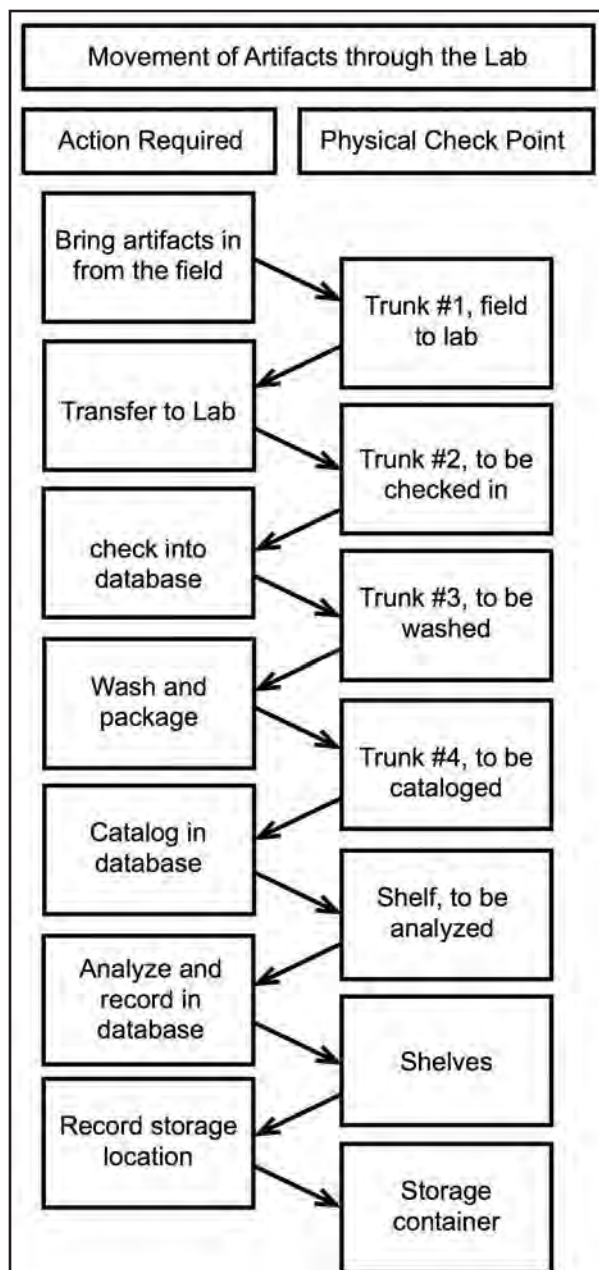 Movement of Artifacts through the Lab
Action Required
Physical Check Point
Bring artifacts in
from the field
Trunk #1, field
to lab
Transfer to Lab
Trunk #2, to be
checked in
check into
database
Trunk #3, to be
washed
Wash and
package
Trunk #4, to be
cataloged
Catalog in
database
Shelf, to be
analyzed
Analyze and
record in
database
Shelves
Record storage
location
Storage
container